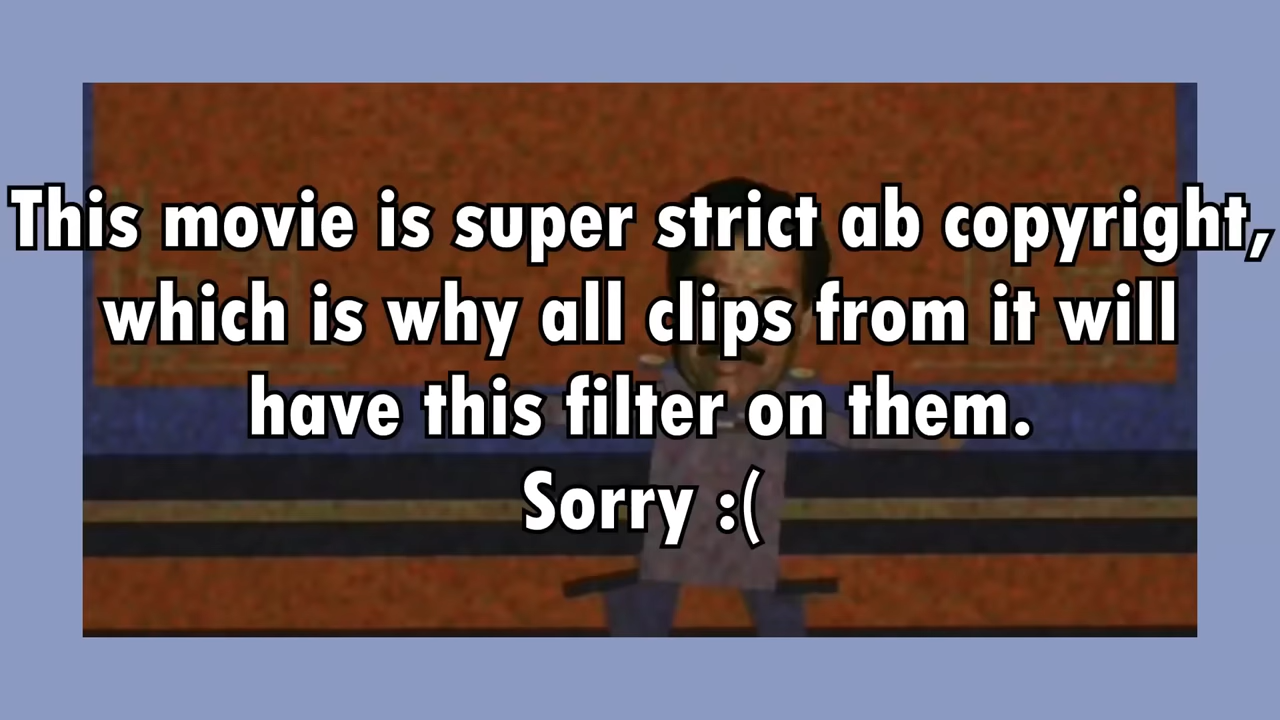 This movie is super strict ab copyright,
which is why all clips from it will
have this filter on them.
Sorry :(